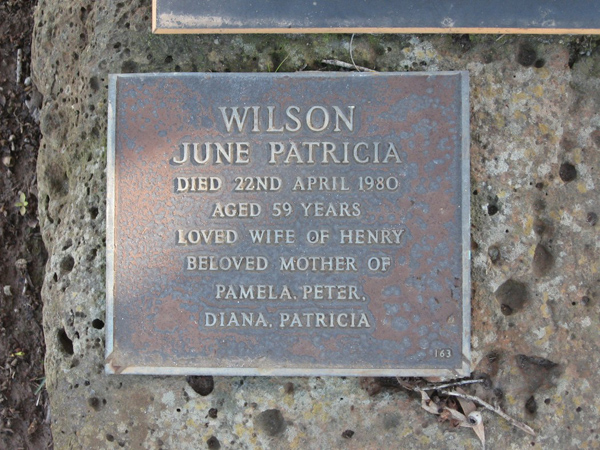 WILSON
JUNE PATRICIA
DIED 22ND APRIL 1980
AGED 59 YEARS
LOVED WIFE OF HENRY
BELOVED MOTHER OF
PAMELA, PETER,
DIANA, PATRICIA
163